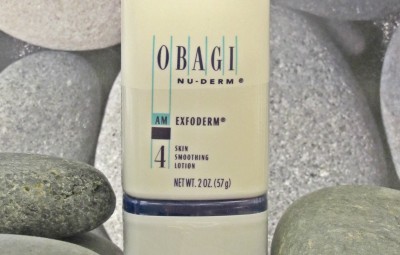 OBAGI
NU-DERM®
AM EXFODERM®
4 SKIN
SMOOTHING
LOTION
NET WT. 2 OZ. (57g)